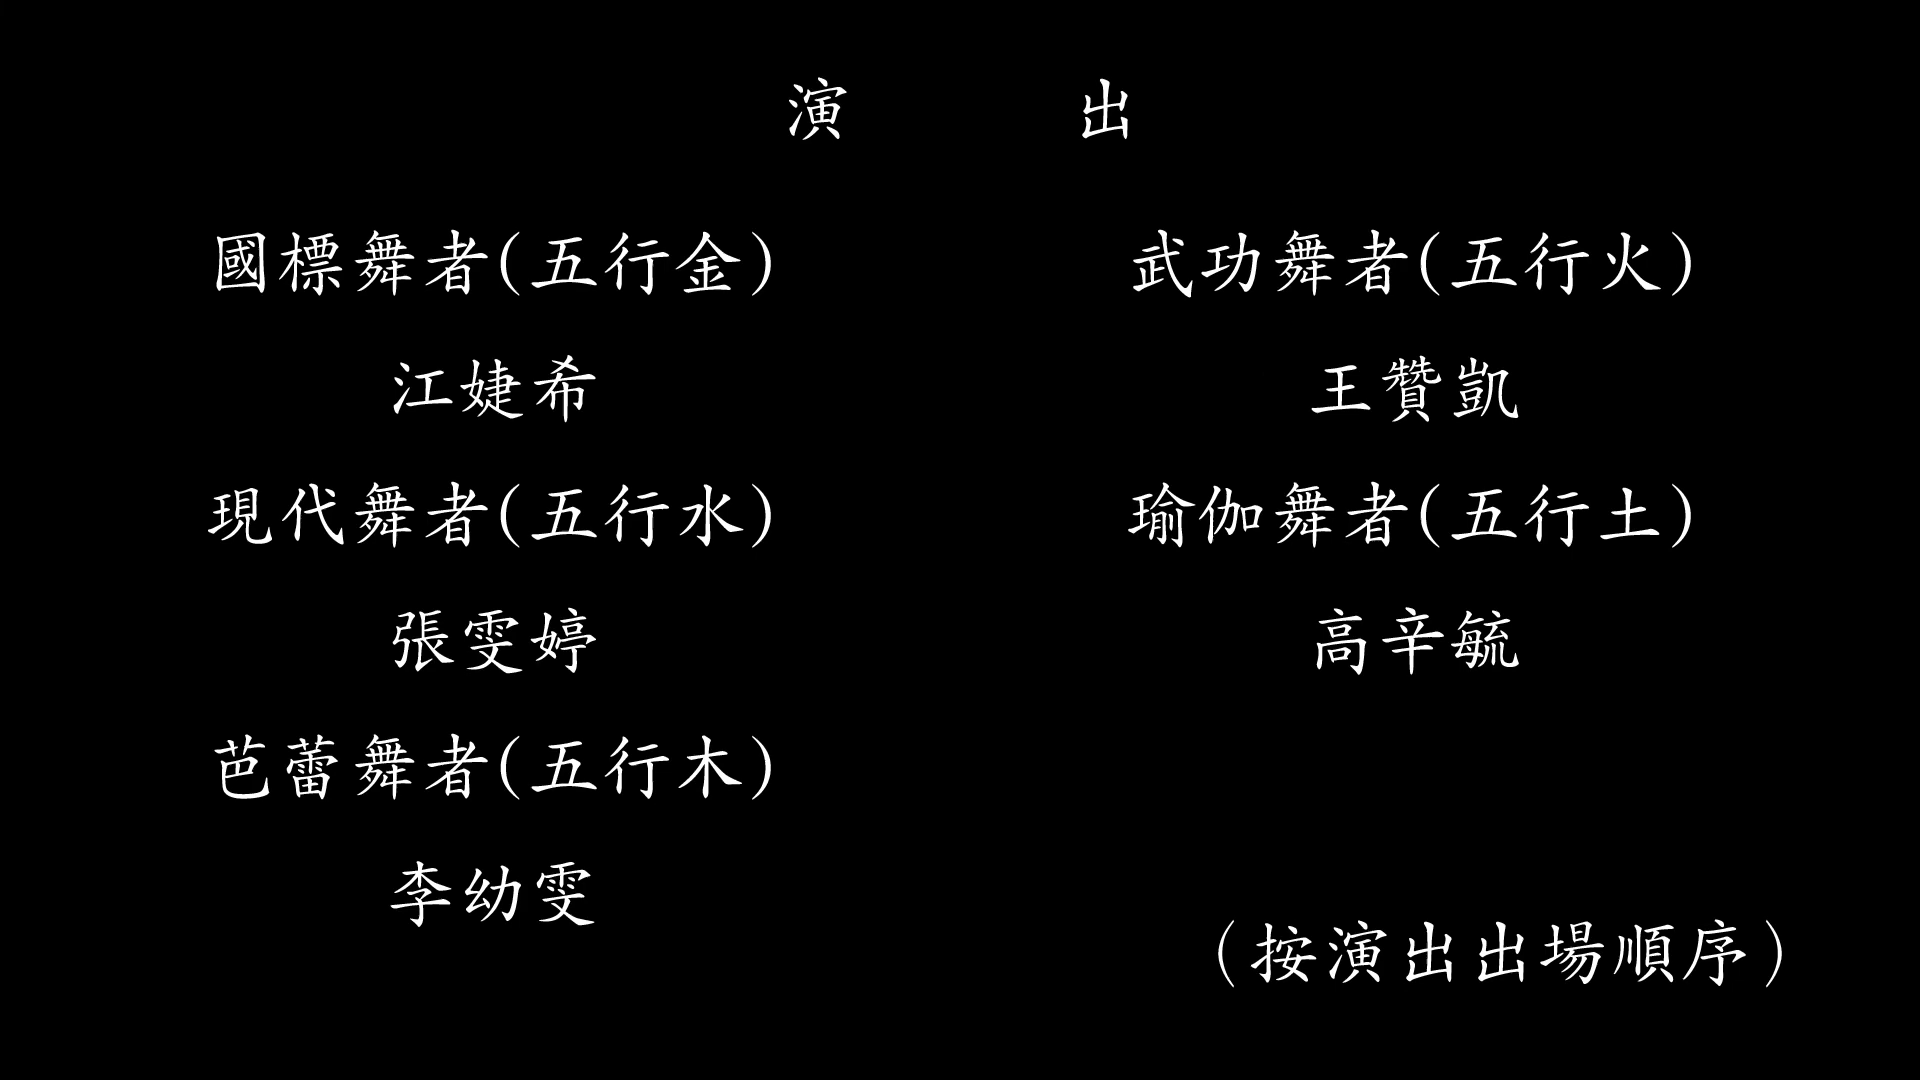 演 出
國標舞者(五行金)
江婕希
現代舞者(五行水)
張雯婷
芭蕾舞者(五行木)
李幼雯
武功舞者(五行火)
王贊凱
瑜伽舞者(五行土)
高辛毓
(按演出出場順序)